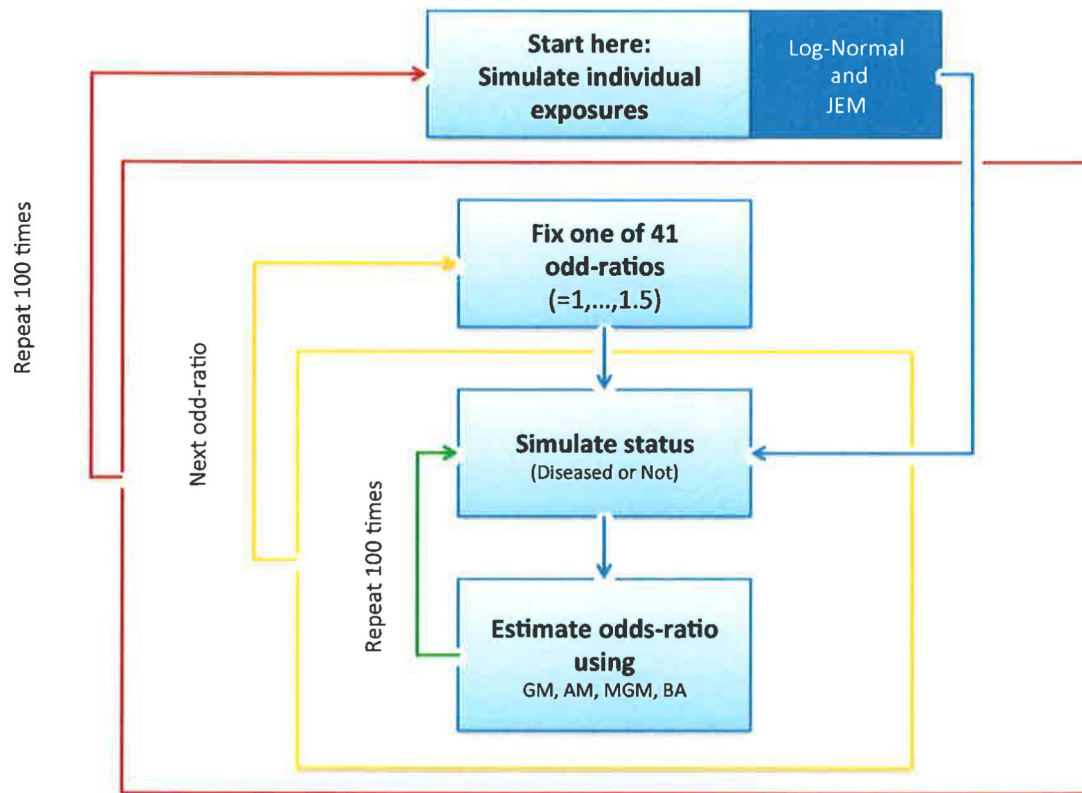 Start here:
Simulate individual
exposures
Log-Normal
and
JEM
Repeat 100 times
Fix one of 41
odd-ratios
(=1,...,1.5)
Next odd-ratio
Simulate status
(Diseased or Not)
Repeat 100 times
Estimate odds-ratio
using
GM, AM, MGM, BA